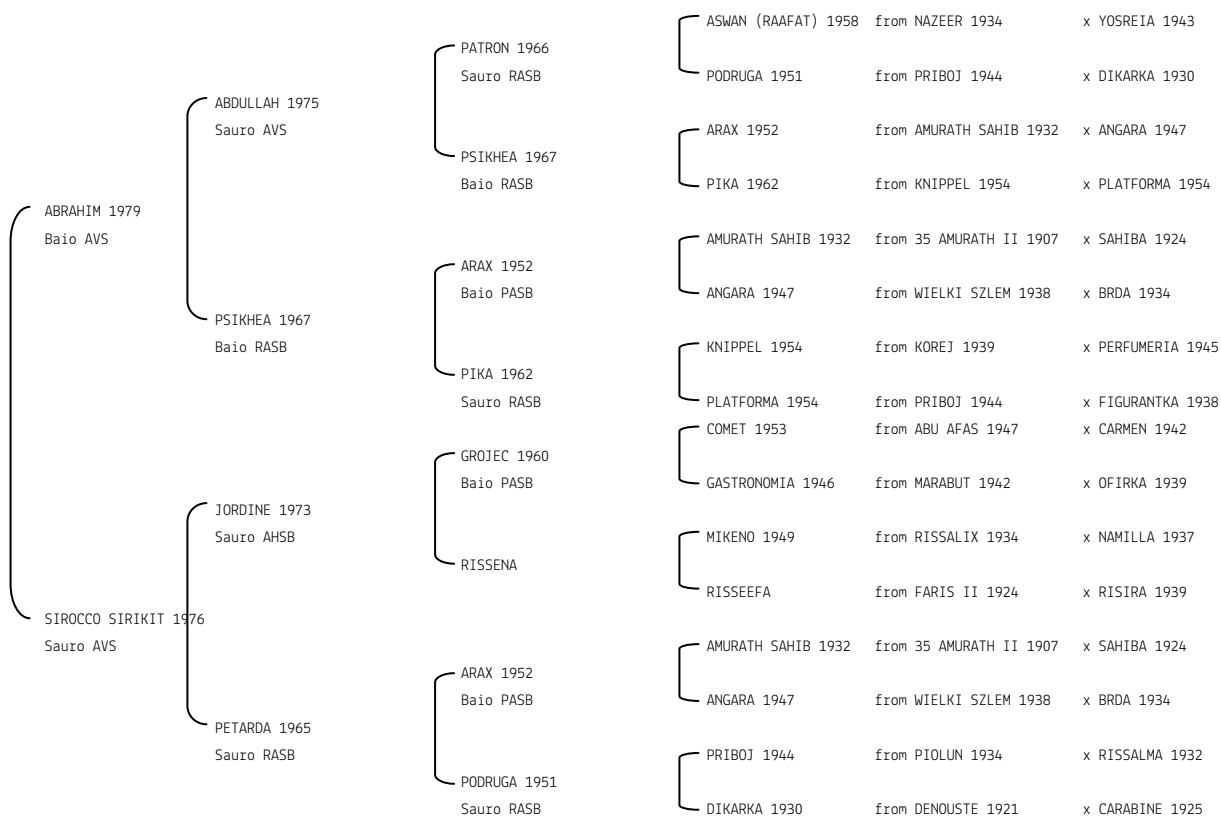 ASWAN (RAAFAT) 1958 from NAZEER 1934 x YOSREIA 1943
PATRON 1966
Sauro RASB
PODRUGA 1951 from PRIBOJ 1944 x DIKARKA 1930
ABDULLAH 1975
Sauro AVS
ARAX 1952 from AMURATH SAHIB 1932 x ANGARA 1947
PSIKHEA 1967
Baio RASB
PIKA 1962 from KNIPPEL 1954 x PLATFORMA 1954
ABRAHIM 1979
Baio AVS
AMURATH SAHIB 1932 from 35 AMURATH II 1907 x SAHIBA 1924
ARAX 1952
Baio PASB
ANGARA 1947 from WIELKI SZLEM 1938 x BRDA 1934
PSIKHEA 1967
Baio RASB
KNIPPEL 1954 from KOREJ 1939 x PERFUMERIA 1945
PIKA 1962
Sauro RASB
PLATFORMA 1954 from PRIBOJ 1944 x FIGURANTKA 1938
COMET 1953 from ABU AFAS 1947 x CARMEN 1942
GROJEC 1960
Baio PASB
GASTRONOMIA 1946 from MARABUT 1942 x OFIRKA 1939
JORDINE 1973
Sauro AHSB
MIKENO 1949 from RISSALIX 1934 x NAMILLA 1937
RISSENA
RISSEEFA from FARIS II 1924 x RISIRA 1939
SIROCCO SIRIKIT 1976
Sauro AVS
AMURATH SAHIB 1932 from 35 AMURATH II 1907 x SAHIBA 1924
ARAX 1952
Baio PASB
ANGARA 1947 from WIELKI SZLEM 1938 x BRDA 1934
PETARDA 1965
Sauro RASB
PRIBOJ 1944 from PIOLUN 1934 x RISSALMA 1932
PODRUGA 1951
Sauro RASB
DIKARKA 1930 from DENOUSTE 1921 x CARABINE 1925